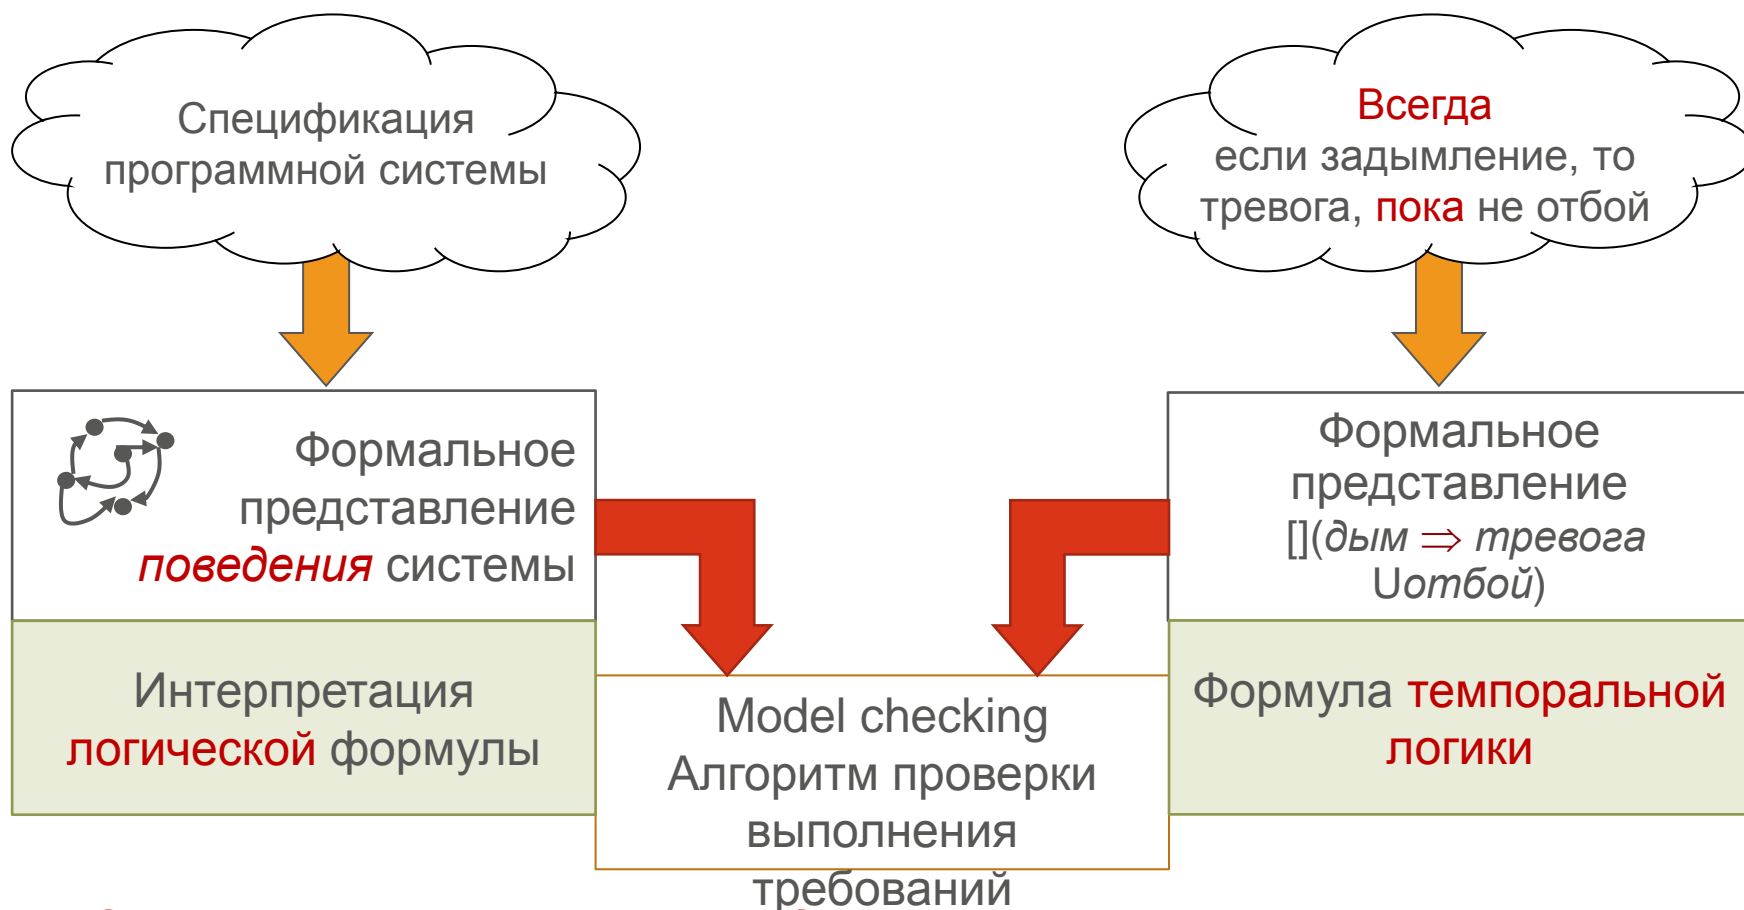 Спецификация
программной системы
Всегда
если задымление, то
тревога, пока не отбой
Формальное
представление
поведения системы
Формальное
представление
[](дым ⇒ тревога
Uотбой)
Интерпретация
логической формулы
Формула темпоральной
логики
Model checking
Алгоритм проверки
выполнения
требований